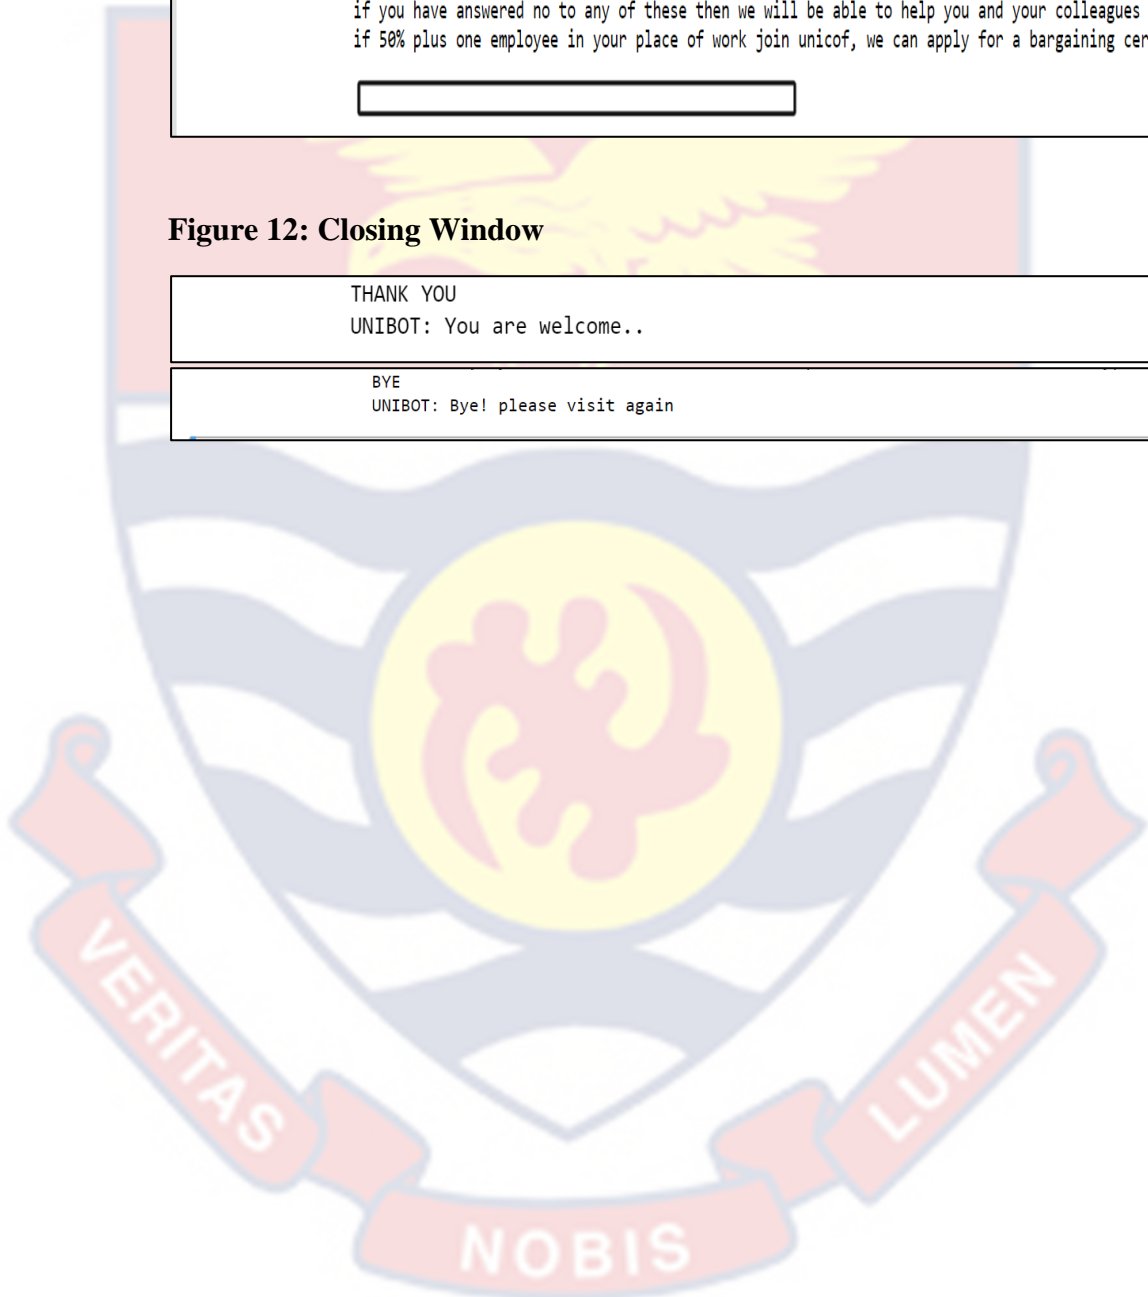 if you have answered no to any of these then we will be able to help you and your colleagues
if 50% plus one employee in your place of work join unicof, we can apply for a bargaining cer
Figure 12: Closing Window
THANK YOU
UNIBOT: You are welcome..
BYE
UNIBOT: Bye! please visit again
VERITAS
NOBIS
LUMEN